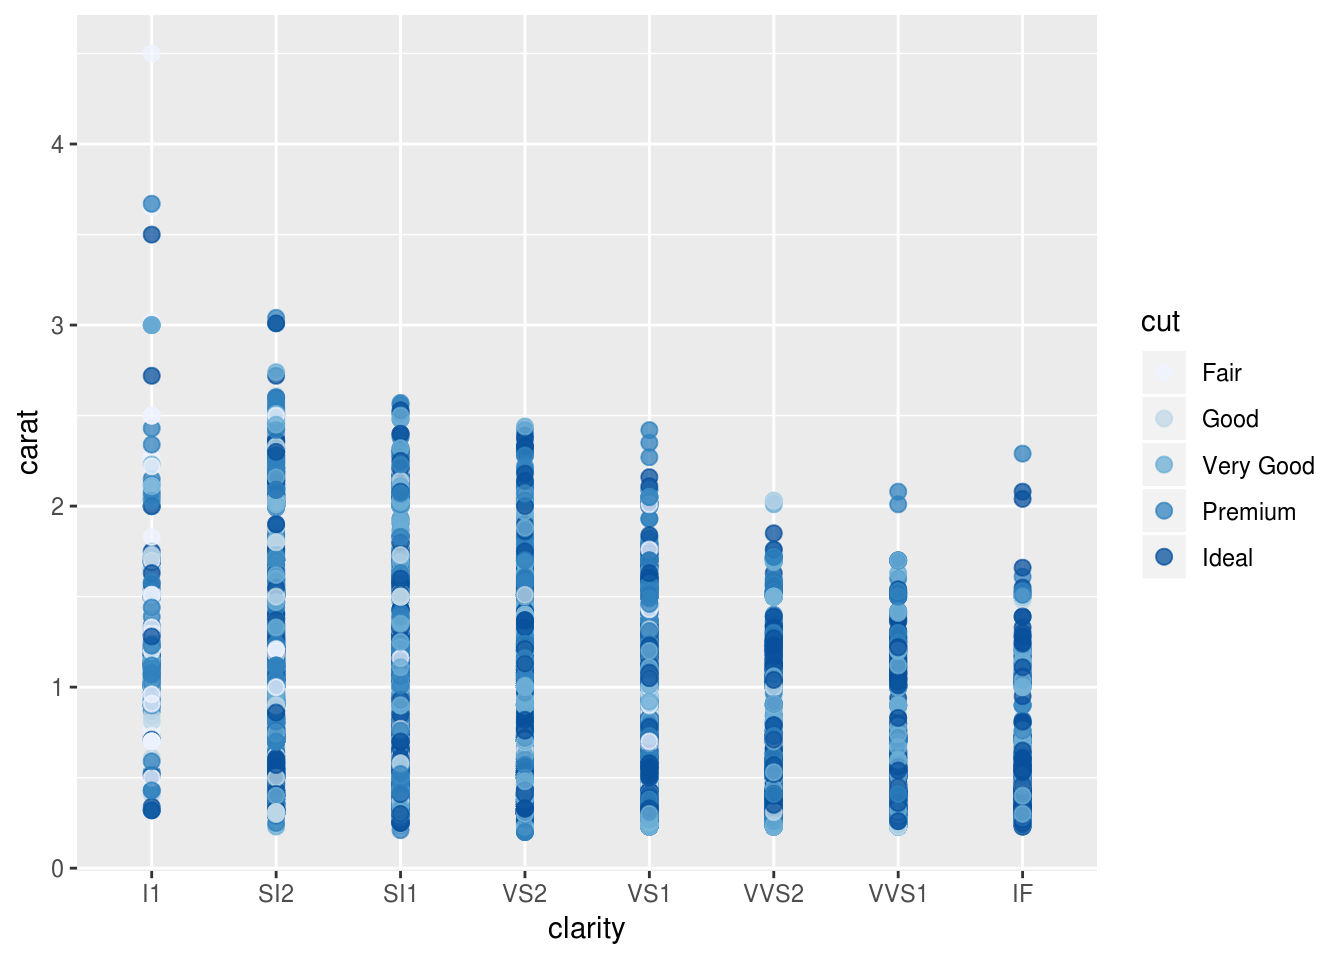 4
3
2
1
0
carat
I1 SI2 SI1 VS2 VS1 VVS2 VVS1 IF
clarity
cut
Fair
Good
Very Good
Premium
Ideal